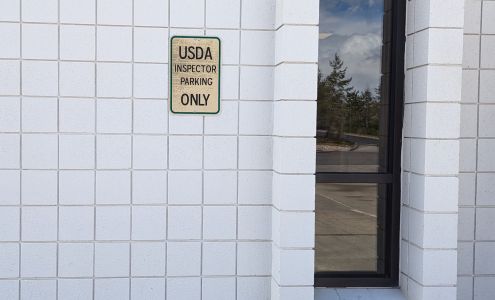 USDA
INSPECTOR
PARKING
ONLY